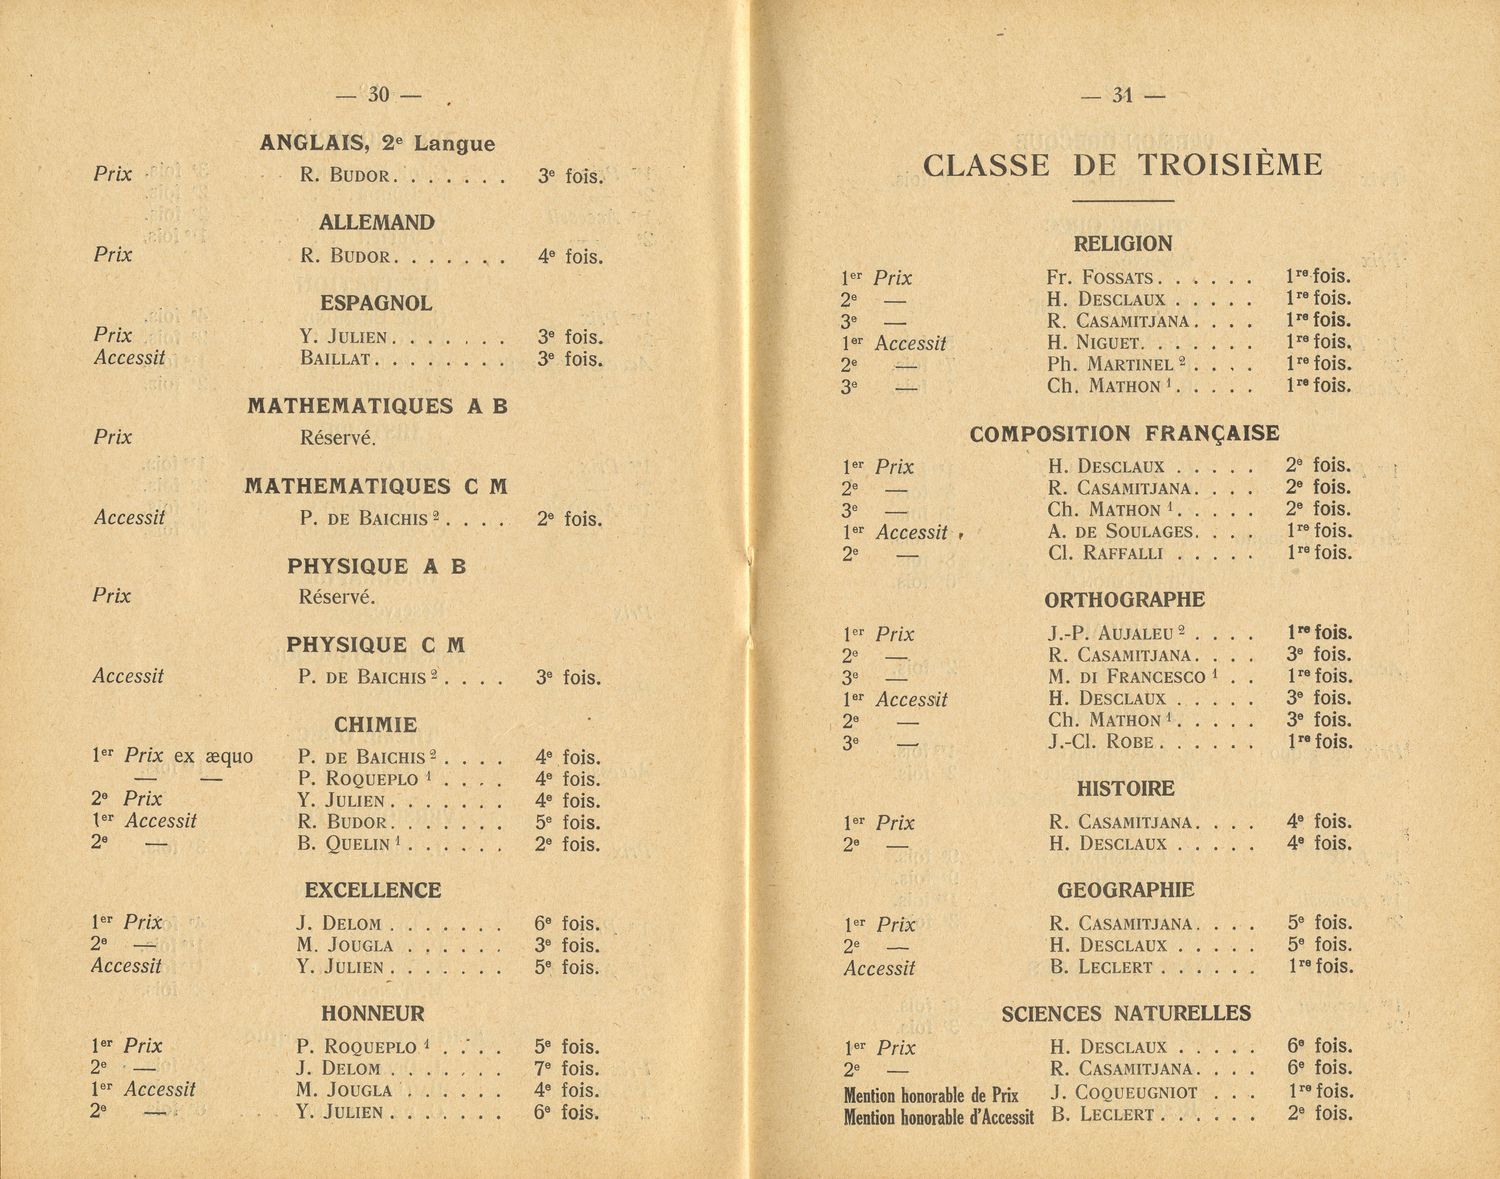 — 30 —
ANGLAIS, 2e Langue
Prix R. BUDOR. . . . . . . 3e fois.
ALLEMAND
Prix R. BUDOR. . . . . . . 4e fois.
ESPAGNOL
Prix Y. JULIEN. . . . . . . 3e fois.
Accessit BAILLAT. . . . . . . . 3e fois.
MATHEMATIQUES A B
Prix Réservé.
MATHEMATIQUES C M
Accessit P. DE BAICHIS 2. . . . 2e fois.
PHYSIQUE A B
Prix Réservé.
PHYSIQUE C M
Accessit P. DE BAICHIS 2. . . . 3e fois.
CHIMIE
1er Prix ex æquo P. DE BAICHIS 2. . . . 4e fois.
— — P. ROQUEPLO 1 . . . . 4e fois.
2e Prix Y. JULIEN. . . . . . . 4e fois.
1er Accessit R. BUDOR. . . . . . . 5e fois.
2e — B. QUELIN 1. . . . . . 2e fois.
EXCELLENCE
1er Prix J. DELOM . . . . . . . 6e fois.
2e — M. JOUGLA . . . . . . 3e fois.
Accessit Y. JULIEN. . . . . . . 5e fois.
HONNEUR
1er Prix P. ROQUEPLO 1 . . . . 5e fois.
2e — J. DELOM . . . . . . . 7e fois.
1er Accessit M. JOUGLA . . . . . . 4e fois.
2e — Y. JULIEN. . . . . . . 6e fois.
— 31 —
CLASSE DE TROISIÈME
RELIGION
1er Prix Fr. FOSSATS. . . . . . 1re fois.
2e — H. DESCLAUX . . . . . 1re fois.
3e — R. CASAMITJANA. . . . 1re fois.
1er Accessit H. NIGUET. . . . . . . 1re fois.
2e — Ph. MARTINEL 2. . . . 1re fois.
3e — Ch. MATHON 1. . . . . 1re fois.
COMPOSITION FRANÇAISE
1er Prix H. DESCLAUX . . . . . 2e fois.
2e — R. CASAMITJANA. . . . 2e fois.
3e — Ch. MATHON 1. . . . . 2e fois.
1er Accessit A. DE SOULAGES. . . . 1re fois.
2e — Cl. RAFFALLI . . . . . 1re fois.
ORTHOGRAPHE
1er Prix J.-P. AUJALEU 2 . . . . 1re fois.
2e — R. CASAMITJANA. . . . 3e fois.
3e — M. DI FRANCESCO 1 . . 1re fois.
1er Accessit H. DESCLAUX . . . . . 3e fois.
2e — Ch. MATHON 1. . . . . 3e fois.
3e — J.-Cl. ROBE. . . . . . 1re fois.
HISTOIRE
1er Prix R. CASAMITJANA. . . . 4e fois.
2e — H. DESCLAUX . . . . . 4e fois.
GEOGRAPHIE
1er Prix R. CASAMITJANA. . . . 5e fois.
2e — H. DESCLAUX . . . . . 5e fois.
Accessit B. LECLERT . . . . . . 1re fois.
SCIENCES NATURELLES
1er Prix H. DESCLAUX . . . . . 6e fois.
2e — R. CASAMITJANA. . . . 6e fois.
Mention honorable de Prix J. COQUEUGNIOT . . . 1re fois.
Mention honorable d'Accessit B. LECLERT. . . . . . 2e fois.